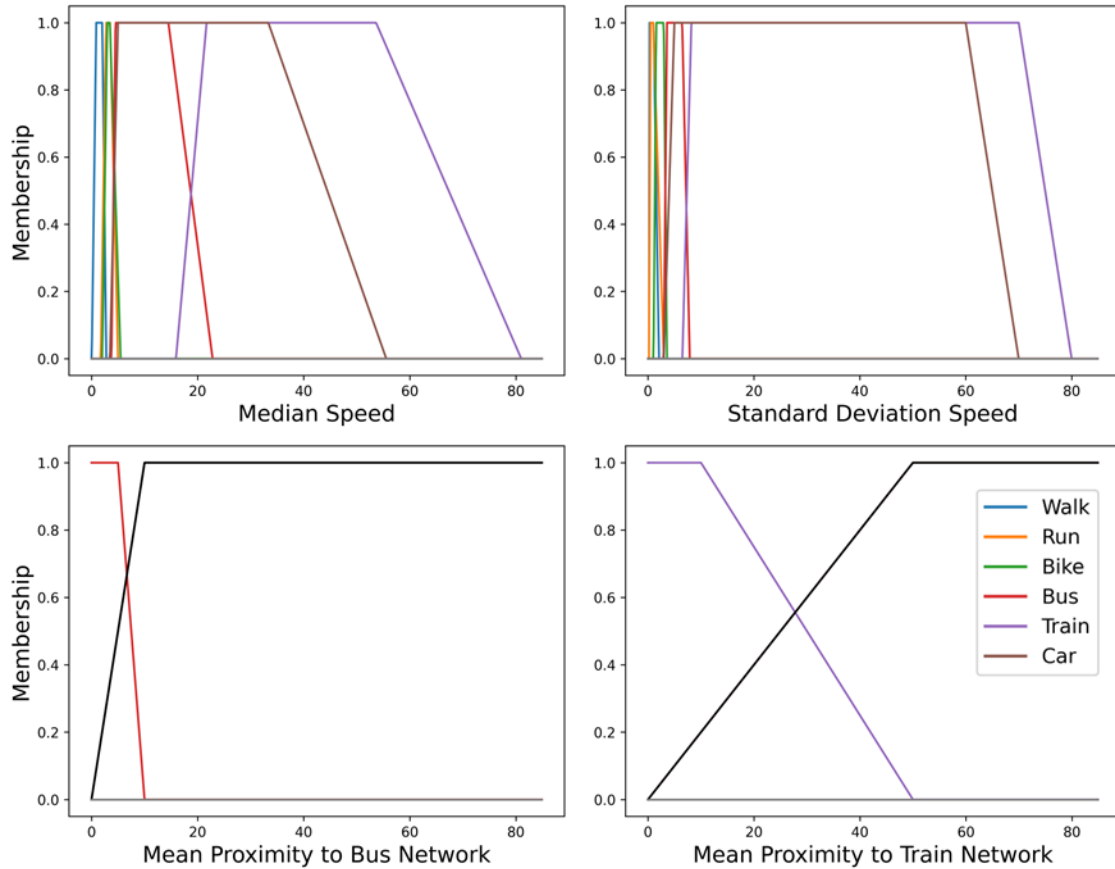 Membership
1.0
0.8
0.6
0.4
0.2
0.0
0 20 40 60 80
Median Speed
1.0
0.8
0.6
0.4
0.2
0.0
0 20 40 60 80
Standard Deviation Speed
Membership
1.0
0.8
0.6
0.4
0.2
0.0
0 20 40 60 80
Mean Proximity to Bus Network
1.0
0.8
0.6
0.4
0.2
0.0
Walk
Run
Bike
Bus
Train
Car
0 20 40 60 80
Mean Proximity to Train Network